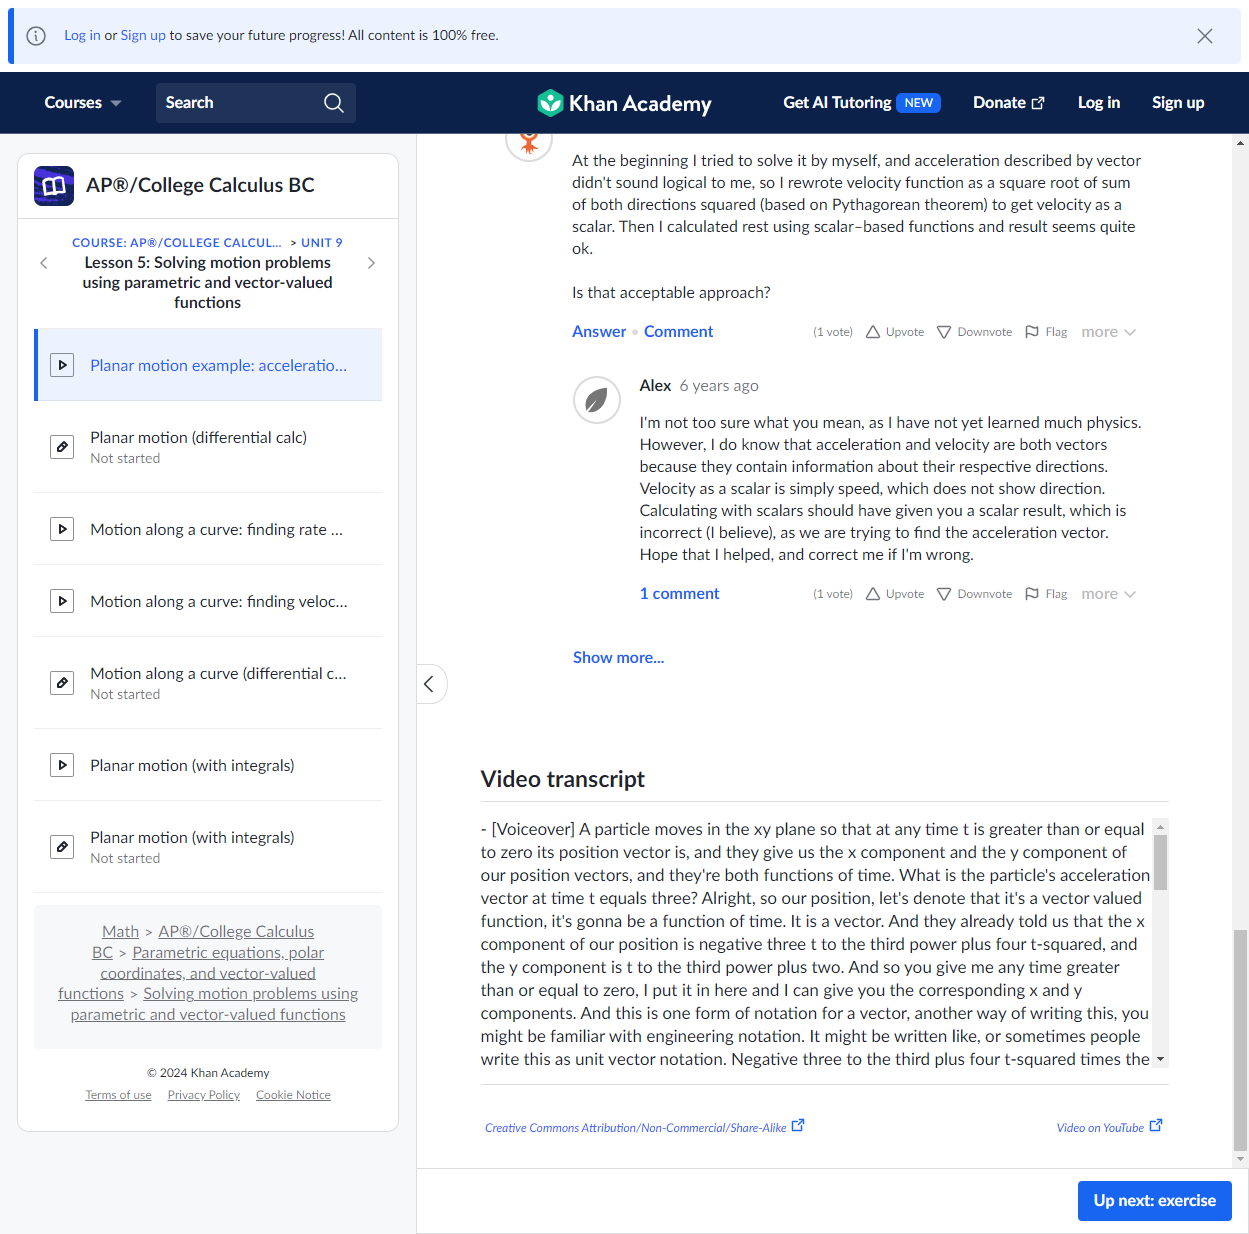 Log in or Sign up to save your future progress! All content is 100% free.
Courses
Search
Khan Academy
Get AI Tutoring NEW
Donate
Log in
Sign up
AP®/College Calculus BC
COURSE: AP®/COLLEGE CALCUL... > UNIT 9
Lesson 5: Solving motion problems
using parametric and vector-valued
functions
Planar motion example: acceleratio...
Planar motion (differential calc)
Not started
Motion along a curve: finding rate ...
Motion along a curve: finding veloc...
Motion along a curve (differential c...
Not started
Planar motion (with integrals)
Planar motion (with integrals)
Not started
Math > AP®/College Calculus
BC > Parametric equations, polar
coordinates, and vector-valued
functions > Solving motion problems using
parametric and vector-valued functions
© 2024 Khan Academy
Terms of use Privacy Policy Cookie Notice
At the beginning I tried to solve it by myself, and acceleration described by vector
didn't sound logical to me, so I rewrote velocity function as a square root of sum
of both directions squared (based on Pythagorean theorem) to get velocity as a
scalar. Then I calculated rest using scalar-based functions and result seems quite
ok.
Is that acceptable approach?
Answer • Comment (1 vote) Upvote Downvote Flag more
Alex 6 years ago
I'm not too sure what you mean, as I have not yet learned much physics.
However, I do know that acceleration and velocity are both vectors
because they contain information about their respective directions.
Velocity as a scalar is simply speed, which does not show direction.
Calculating with scalars should have given you a scalar result, which is
incorrect (I believe), as we are trying to find the acceleration vector.
Hope that I helped, and correct me if I'm wrong.
1 comment (1 vote) Upvote Downvote Flag more
Show more...
Video transcript
- [Voiceover] A particle moves in the xy plane so that at any time t is greater than or equal
to zero its position vector is, and they give us the x component and the y component of
our position vectors, and they're both functions of time. What is the particle's acceleration
vector at time t equals three? Alright, so our position, let's denote that it's a vector valued
function, it's gonna be a function of time. It is a vector. And they already told us that the x
component of our position is negative three t to the third power plus four t-squared, and
the y component is t to the third power plus two. And so you give me any time greater
than or equal to zero, I put it in here and I can give you the corresponding x and y
components. And this is one form of notation for a vector, another way of writing this, you
might be familiar with engineering notation. It might be written like, or sometimes people
write this as unit vector notation. Negative three to the third plus four t-squared times the
Creative Commons Attribution/Non-Commercial/Share-Alike
Video on YouTube
Up next: exercise